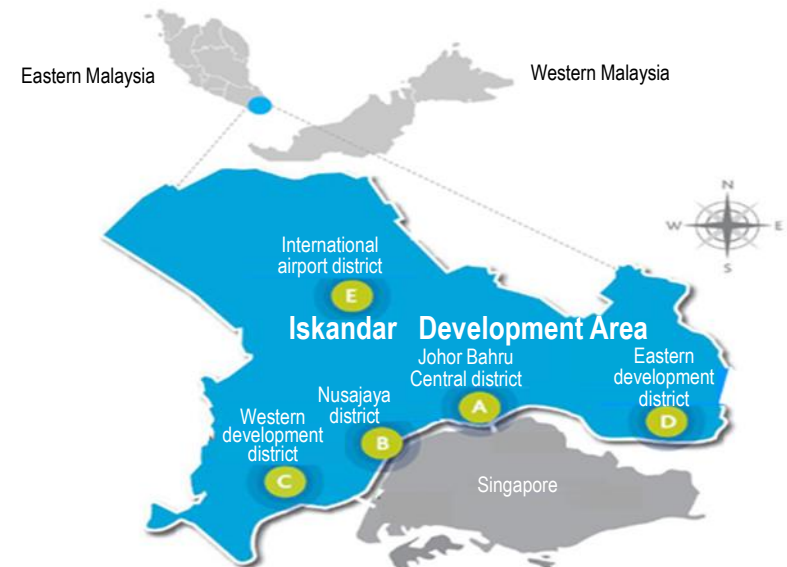 Eastern Malaysia
Western Malaysia
N
W
E
S
International
airport district
E
Iskandar Development Area
Johor Bahru
Central district
A
Eastern
development
district
D
Nusajaya
district
B
Western
development
district
C
Singapore